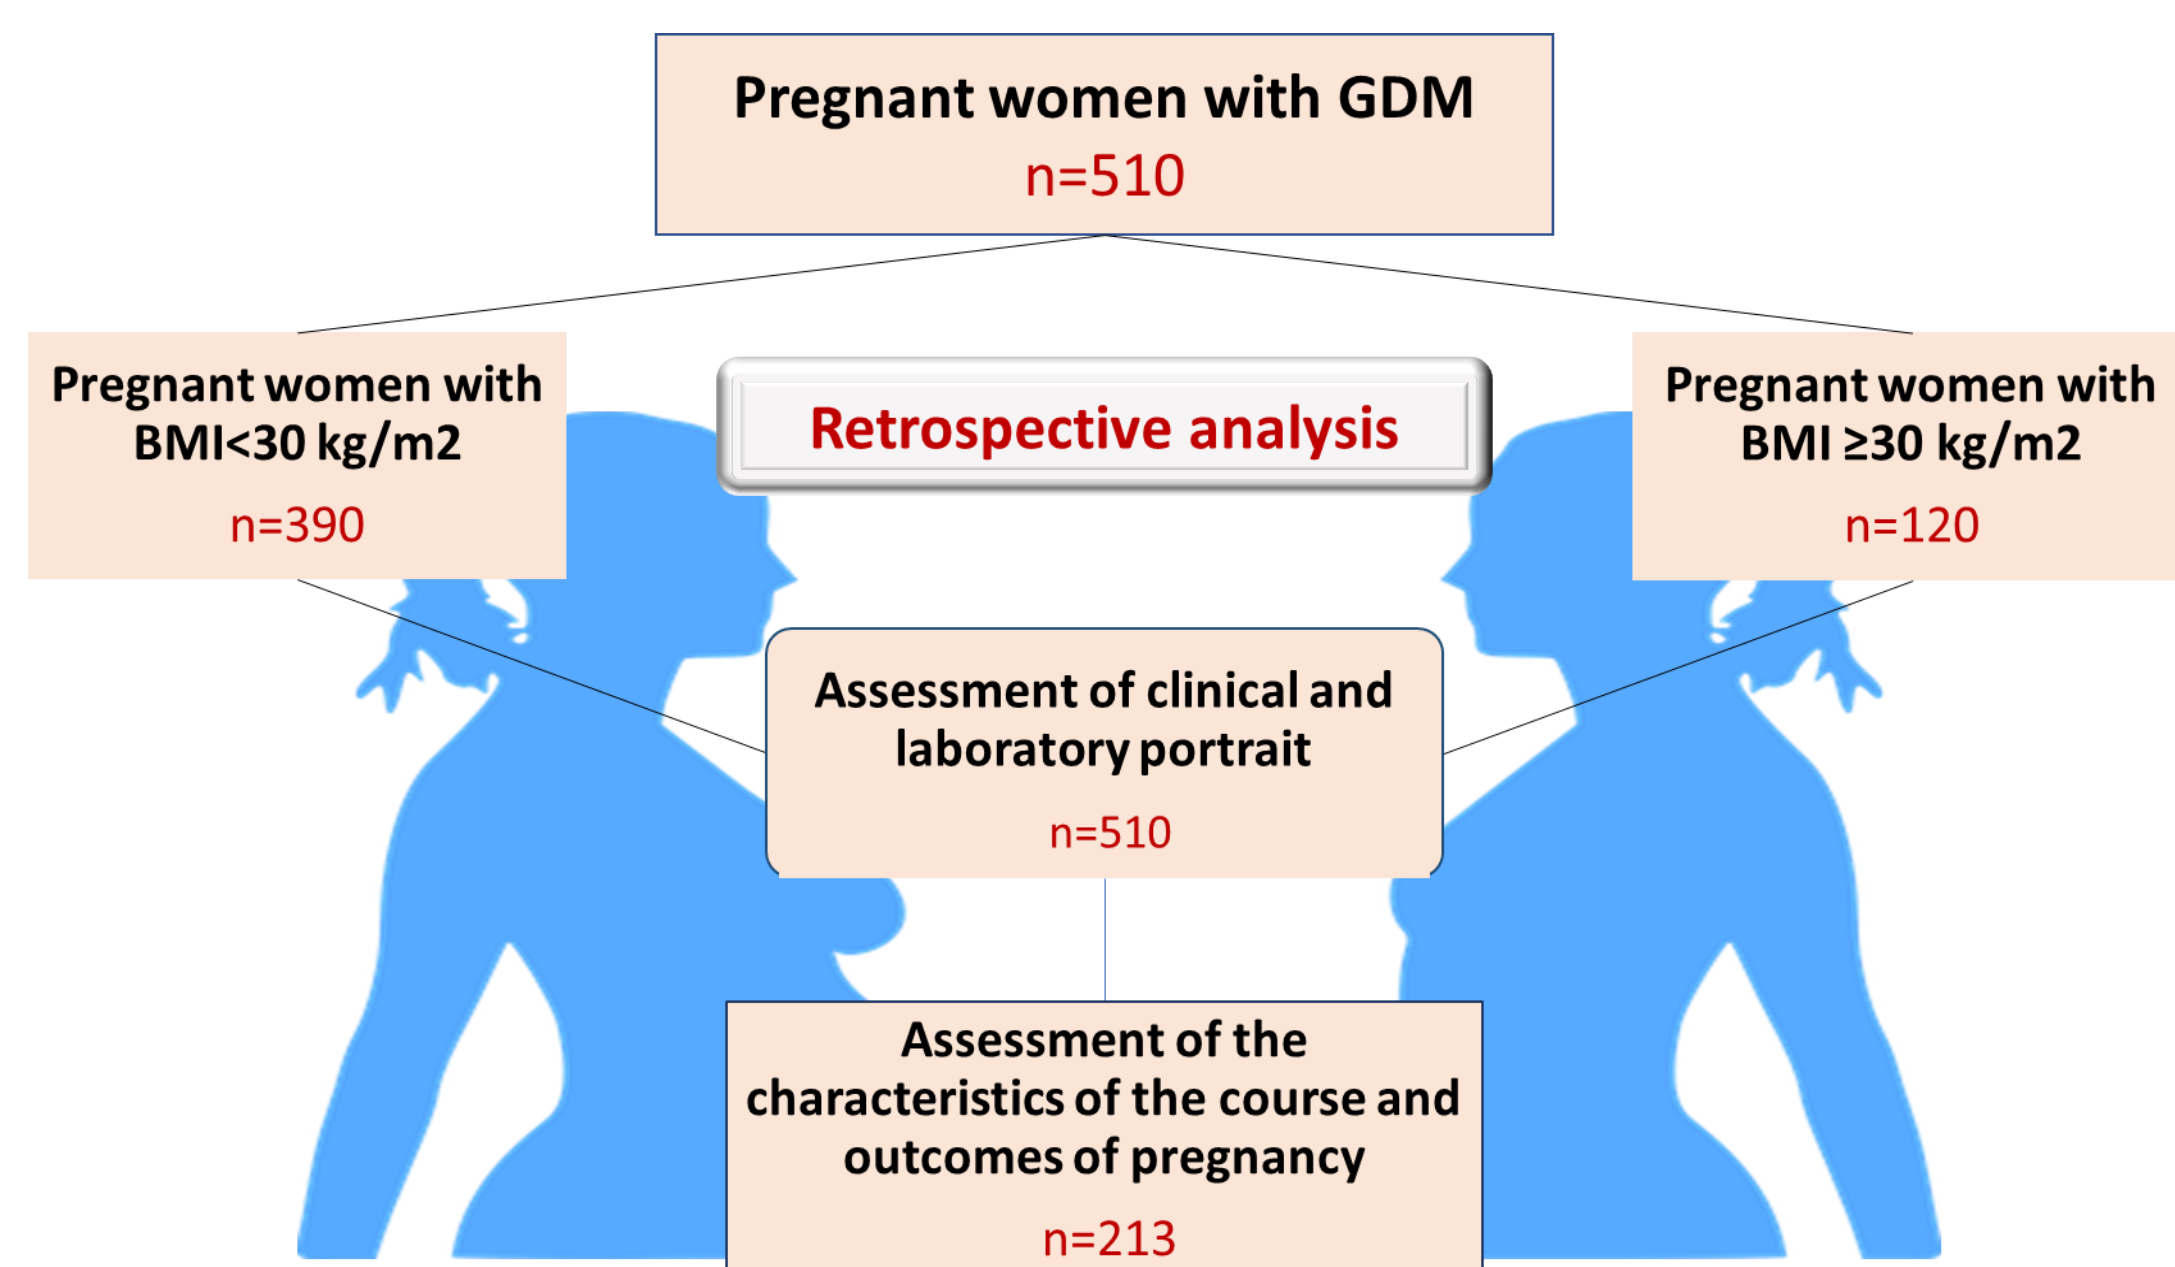 Pregnant women with GDM
n=510
Pregnant women with
BMI<30 kg/m2
n=390
Retrospective analysis
Pregnant women with
BMI ≥30 kg/m2
n=120
Assessment of clinical and
laboratory portrait
n=510
Assessment of the
characteristics of the course and
outcomes of pregnancy
n=213